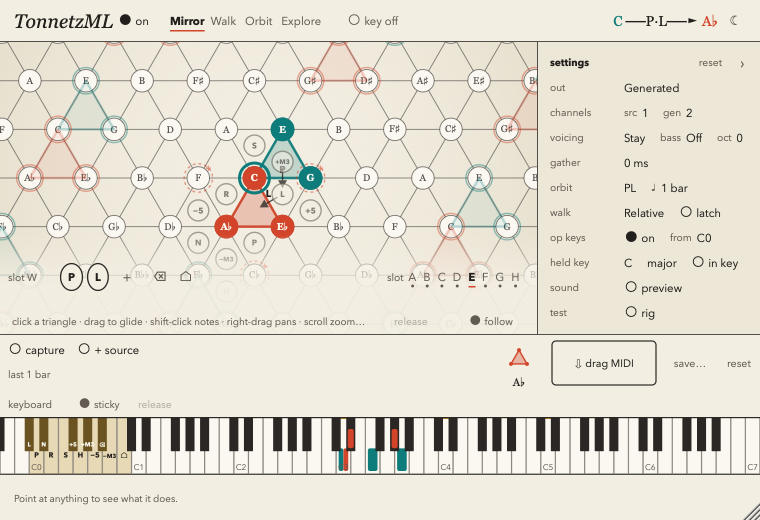 TonnetzML on Mirror Walk Orbit Explore key off C P·L A♭
settings reset ›
out Generated
channels src 1 gen 2
voicing Stay bass Off oct 0
gather 0 ms
orbit PL ♩ 1 bar
walk Relative latch
op keys on from C0
held key C major in key
sound preview
test rig
A E B F♯ C♯ G♯ D♯ A♯ E♯
F C G D A E B F♯ C♯ G♯
S +M3
A♭ E♭ B♭ F C G D A E B
R L L
−5 +5
F♭ C♭ G♭ D♭ A♭ E♭ B♭ F C G
N P
−M3
B♭♭ F♭ C♭
H
slot W P L + slot A B C D E F G H
click a triangle · drag to glide · shift-click notes · right-drag pans · scroll zoom… release follow
capture + source
last 1 bar
A♭
⇩ drag MIDI save… reset
keyboard sticky release
L N +5 +M3
P R S H −5 −M3
C0 C1 C2 C4 C5 C6 C7
Point at anything to see what it does.